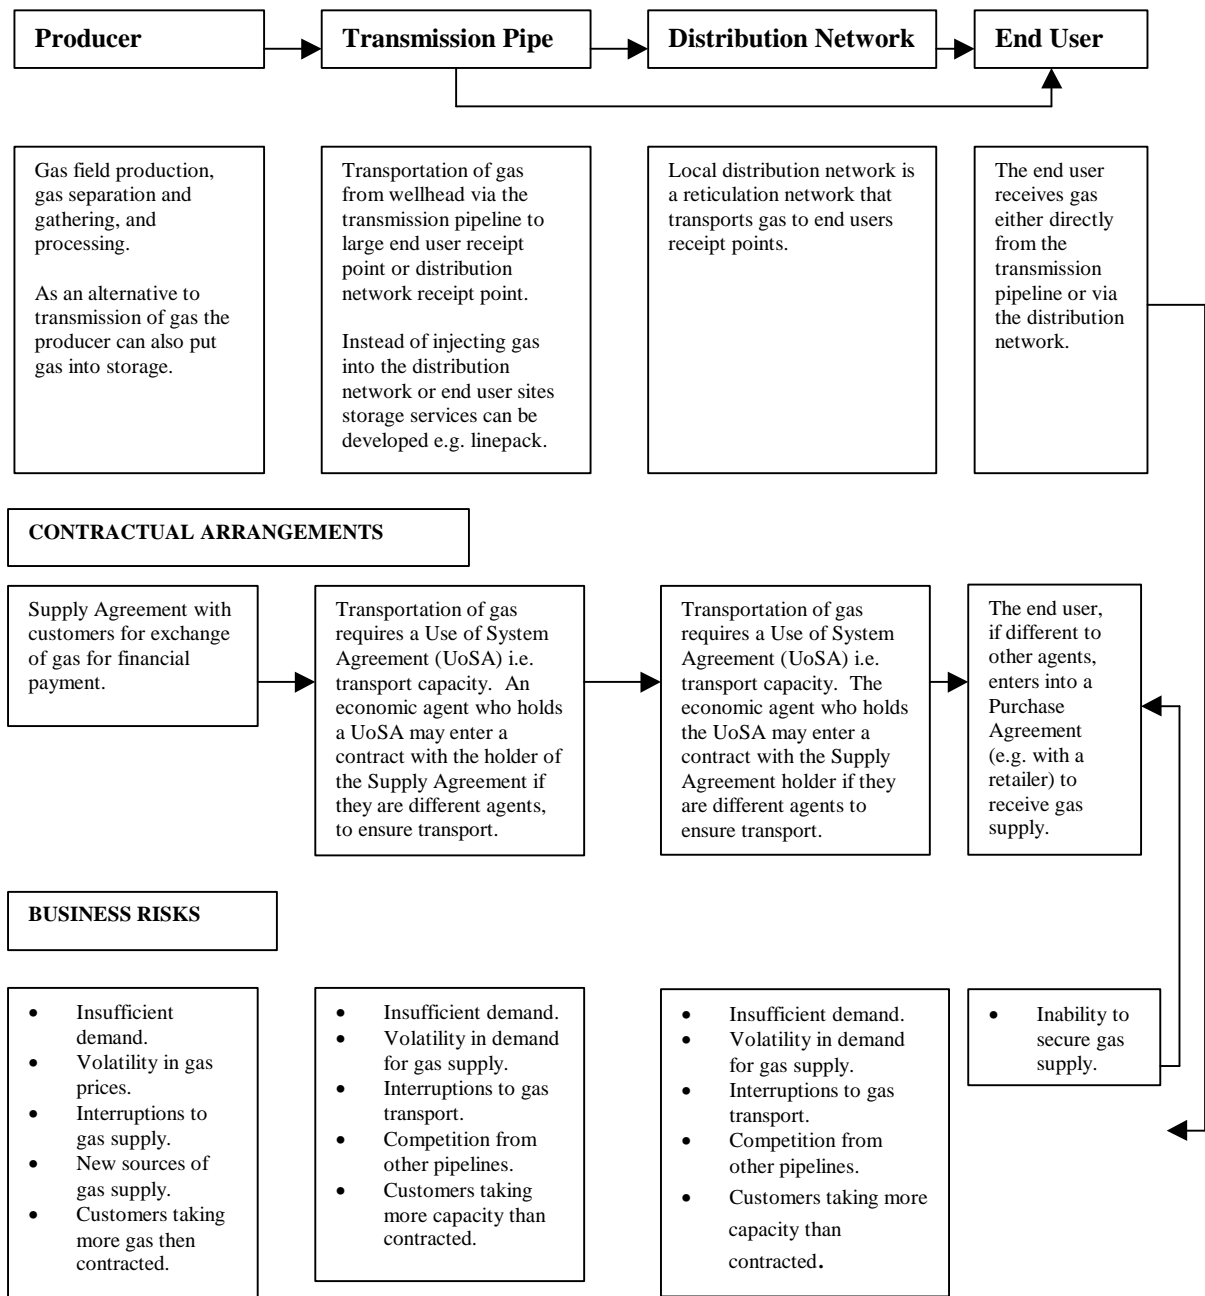 Producer
Transmission Pipe
Distribution Network
End User
Gas field production,
gas separation and
gathering, and
processing.
As an alternative to
transmission of gas the
producer can also put
gas into storage.
Transportation of gas
from wellhead via the
transmission pipeline to
large end user receipt
point or distribution
network receipt point.
Instead of injecting gas
into the distribution
network or end user sites
storage services can be
developed e.g. linepack.
Local distribution network is
a reticulation network that
transports gas to end users
receipt points.
The end user
receives gas
either directly
from the
transmission
pipeline or via
the distribution
network.
CONTRACTUAL ARRANGEMENTS
Supply Agreement with
customers for exchange
of gas for financial
payment.
Transportation of gas
requires a Use of System
Agreement (UoSA) i.e.
transport capacity.  An
economic agent who holds
a UoSA may enter a
contract with the holder of
the Supply Agreement if
they are different agents,
to ensure transport.
Transportation of gas
requires a Use of System
Agreement (UoSA) i.e.
transport capacity.  The
economic agent who holds
the UoSA may enter a
contract with the Supply
Agreement holder if they
are different agents to
ensure transport.
The end user,
if different to
other agents,
enters into a
Purchase
Agreement
(e.g. with a
retailer) to
receive gas
supply.
BUSINESS RISKS
• Insufficient
demand.
• Volatility in gas
prices.
• Interruptions to
gas supply.
• New sources of
gas supply.
• Customers taking
more gas then
contracted.
• Insufficient demand.
• Volatility in demand
for gas supply.
• Interruptions to gas
transport.
• Competition from
other pipelines.
• Customers taking
more capacity than
contracted.
• Insufficient demand.
• Volatility in demand
for gas supply.
• Interruptions to gas
transport.
• Competition from
other pipelines.
• Customers taking more
capacity than
contracted.
• Inability to
secure gas
supply.